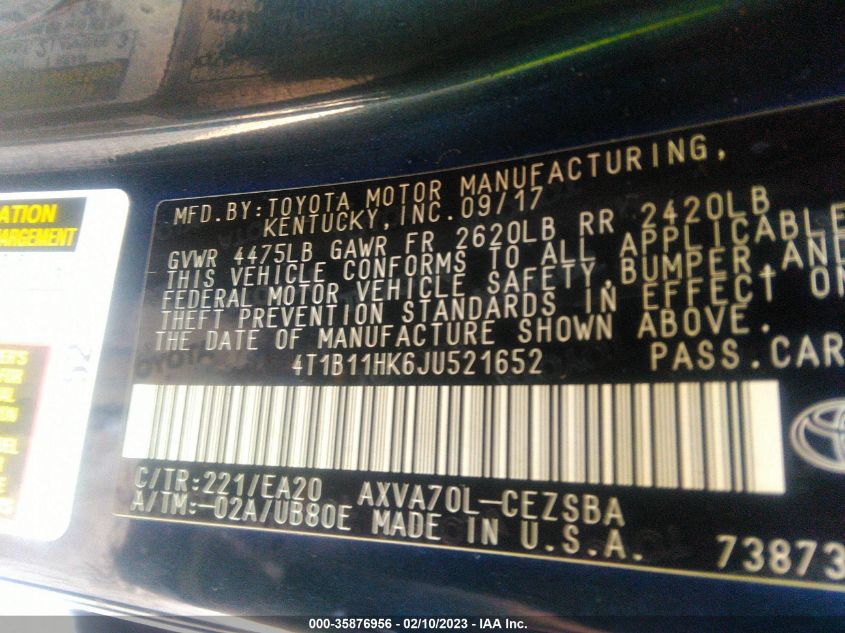 MFD.BY:TOYOTA MOTOR MANUFACTURING,
KENTUCKY, INC. 09/17
GVWR 4475LB GAWR FR 2620LB RR 2420LB
THIS VEHICLE CONFORMS TO ALL APPLICABLE
FEDERAL MOTOR VEHICLE SAFETY, BUMPER, AND
THEFT PREVENTION STANDARDS IN EFFECT ON
THE DATE OF MANUFACTURE SHOWN ABOVE.
4T1B11HK6JU521652 PASS.CAR
C/TR:221/EA20 AXVA70L-CEZSBA
A/TM:-02A/UB80E MADE IN U.S.A.
73873
000-35876956 - 02/10/2023 - IAA Inc.